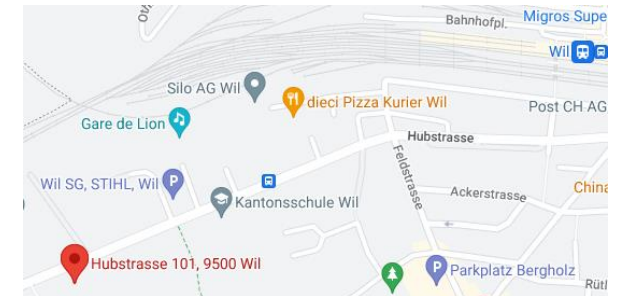 Bahnhofpl.
Migros Supe
Wil
Silo AG Wil
dieci Pizza Kurier Wil
Post CH AG
Gare de Lion
Hubstrasse
Feldstrasse
Wil SG, STIHL, Wil
P
Ackerstrasse
China
Kantonsschule Wil
Hubstrasse 101, 9500 Wil
P
Parkplatz Bergholz